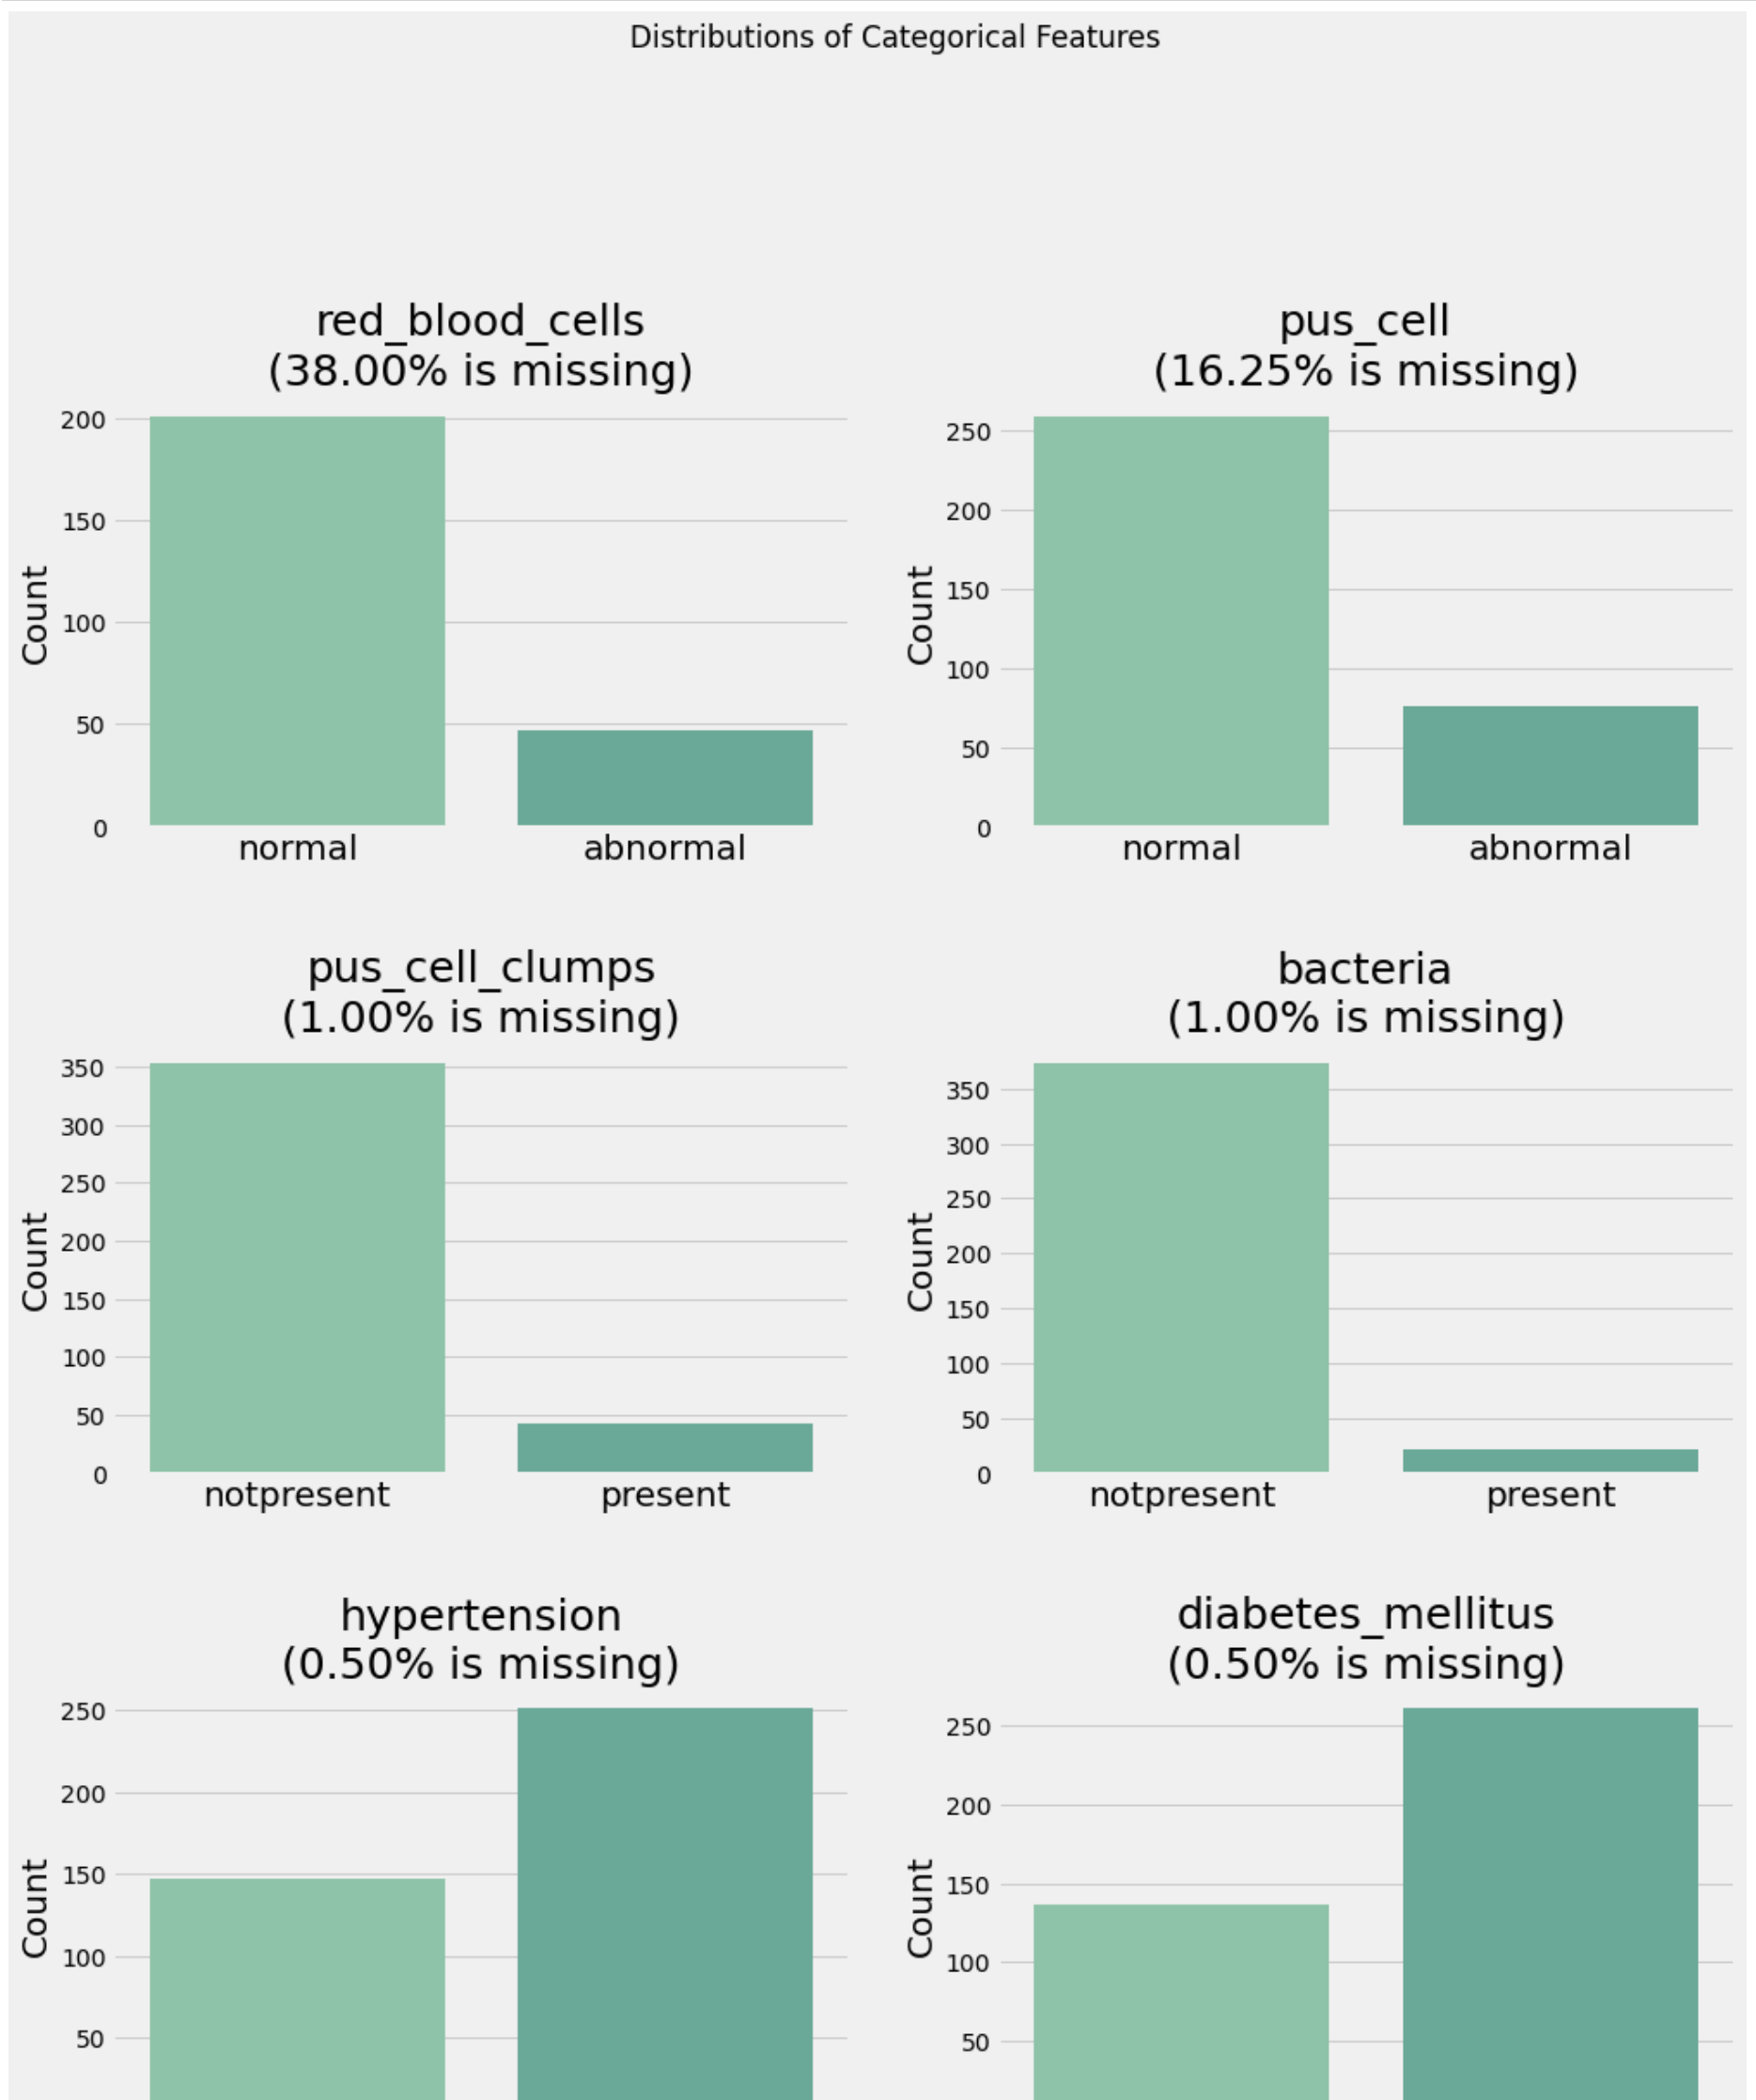 Distributions of Categorical Features
red_blood_cells
(38.00% is missing)
200
150
100
50
0
Count
normal
abnormal
pus_cell
(16.25% is missing)
250
200
150
100
50
0
Count
normal
abnormal
pus_cell_clumps
(1.00% is missing)
350
300
250
200
150
100
50
0
Count
notpresent
present
bacteria
(1.00% is missing)
350
300
250
200
150
100
50
0
Count
notpresent
present
hypertension
(0.50% is missing)
250
200
150
100
50
Count
diabetes_mellitus
(0.50% is missing)
250
200
150
100
50
Count